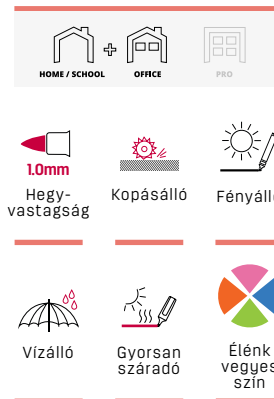 HOME / SCHOOL OFFICE PRO
1.0mm
Hegy-
vastagság
Kopásálló
Fényálló
Vízálló
Gyorsan
száradó
Élénk
vegyes
szín